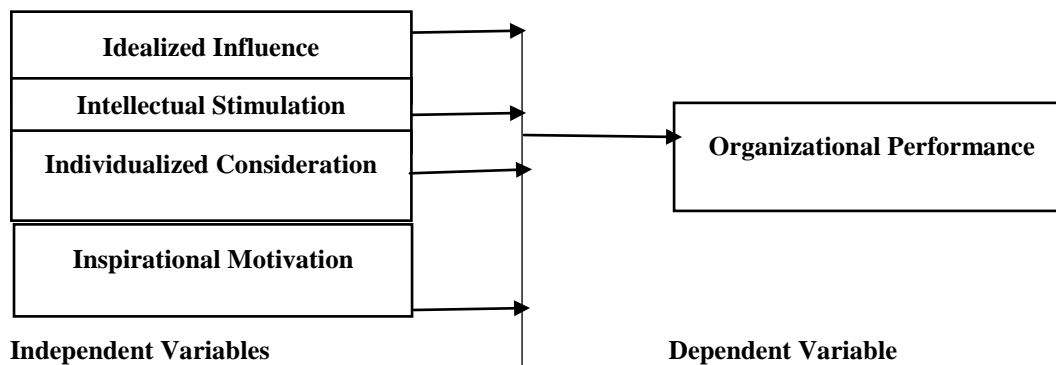 Idealized Influence
Intellectual Stimulation
Individualized Consideration
Organizational Performance
Inspirational Motivation
Independent Variables
Dependent Variable